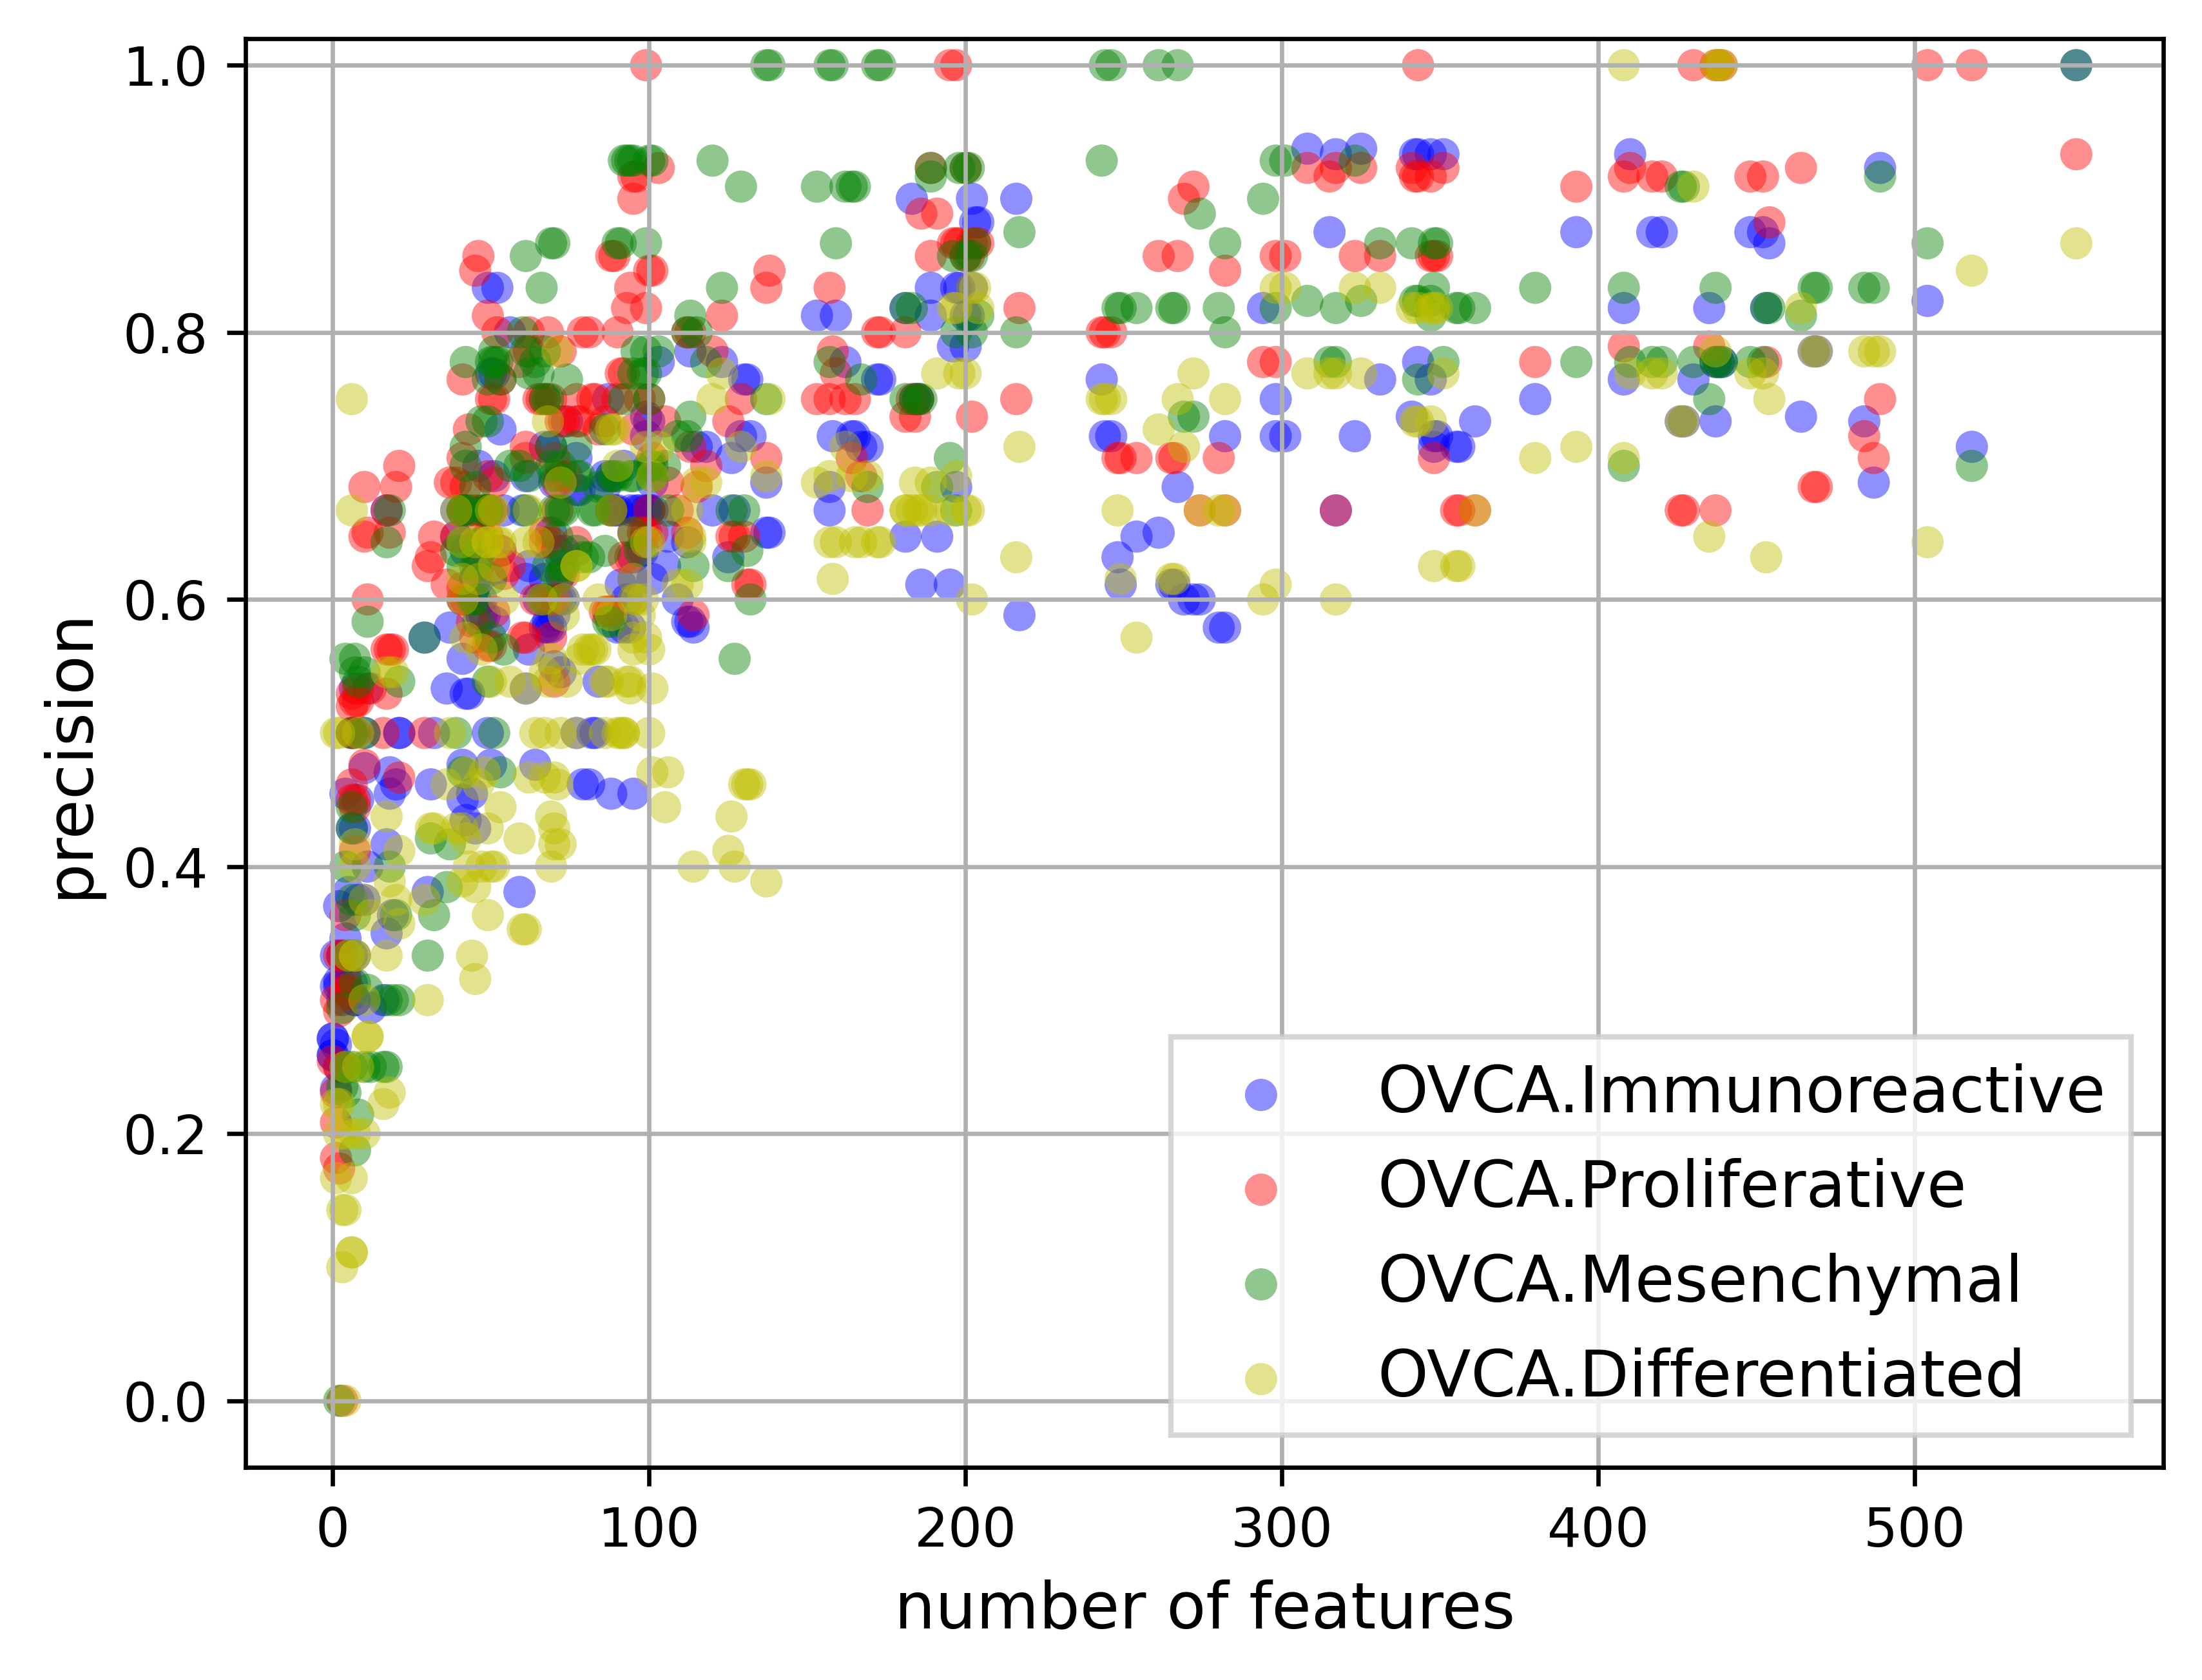 1.0
0.8
0.6
0.4
0.2
0.0
precision
OVCA.Immunoreactive
OVCA.Proliferative
OVCA.Mesenchymal
OVCA.Differentiated
0 100 200 300 400 500
number of features